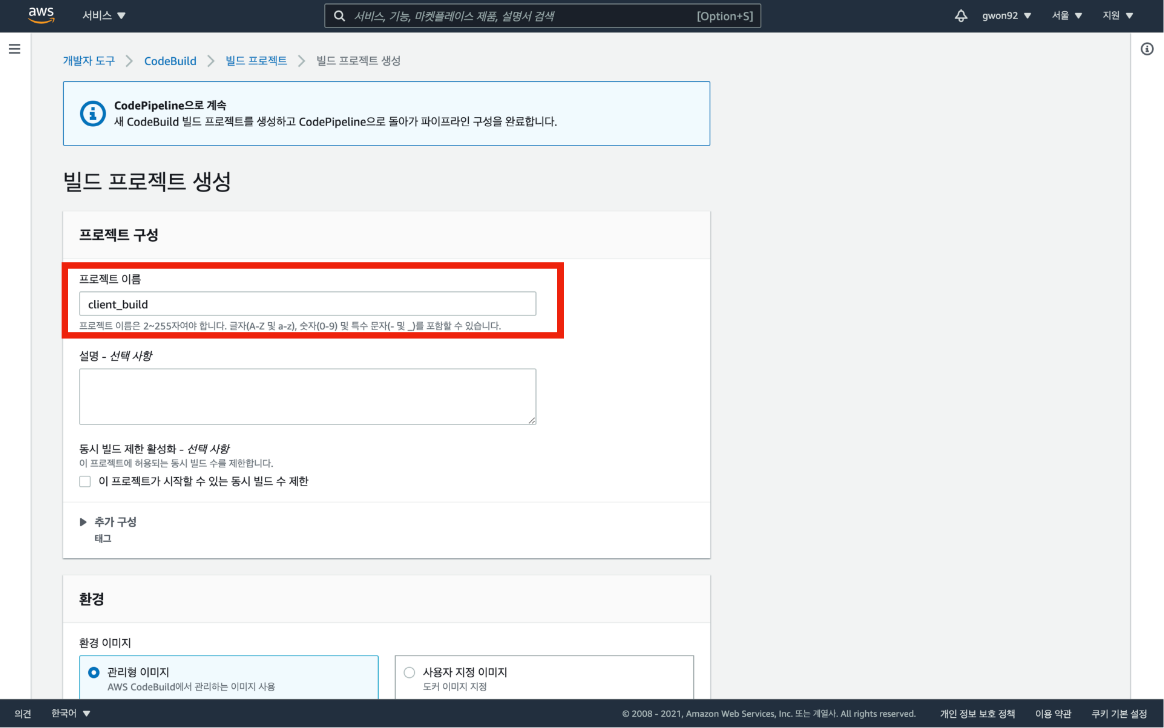 aws 서비스 ▼ 서비스, 기능, 마켓플레이스 제품, 설명서 검색 [Option+S] gwon92 ▼ 서울 ▼ 지원 ▼
개발자 도구 > CodeBuild > 빌드 프로젝트 > 빌드 프로젝트 생성
CodePipeline으로 계속
새 CodeBuild 빌드 프로젝트를 생성하고 CodePipeline으로 돌아가 파이프라인 구성을 완료합니다.
빌드 프로젝트 생성
프로젝트 구성
프로젝트 이름
client_build
프로젝트 이름은 2~255자여야 합니다. 글자(A-Z 및 a-z), 숫자(0-9) 및 특수 문자(- 및 _)를 포함할 수 있습니다.
설명 - 선택 사항
동시 빌드 제한 활성화 - 선택 사항
이 프로젝트에 허용되는 동시 빌드 수를 제한합니다.
이 프로젝트가 시작할 수 있는 동시 빌드 수 제한
▶ 추가 구성
태그
환경
환경 이미지
관리형 이미지
AWS CodeBuild에서 관리하는 이미지 사용
사용자 지정 이미지
도커 이미지 지정
의견 한국어 ▼ © 2008 - 2021, Amazon Web Services, Inc. 또는 계열사. All rights reserved. 개인 정보 보호 정책 이용 약관 쿠키 기본 설정